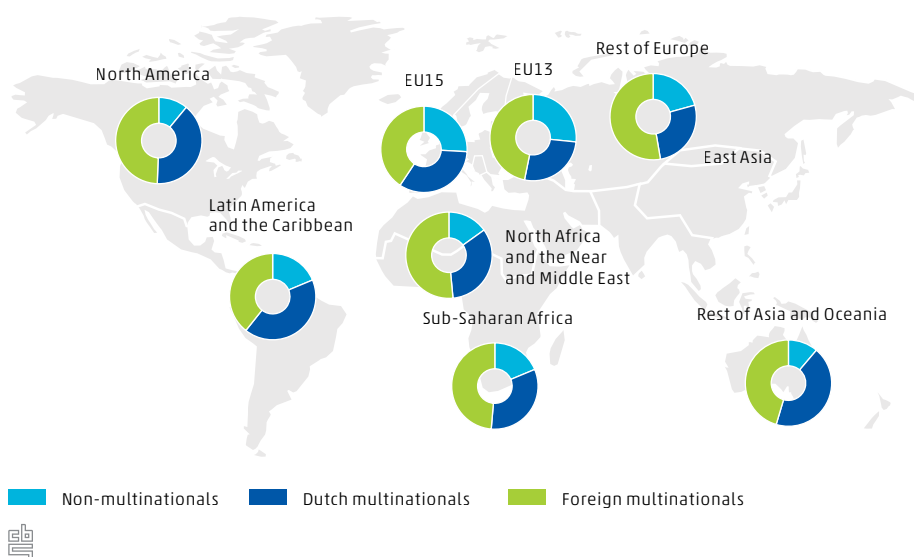 Rest of Europe
EU13
North America
EU15
East Asia
Latin America
and the Caribbean
North Africa
and the Near
and Middle East
Rest of Asia and Oceania
Sub-Saharan Africa
Non-multinationals
Dutch multinationals
Foreign multinationals
cbs